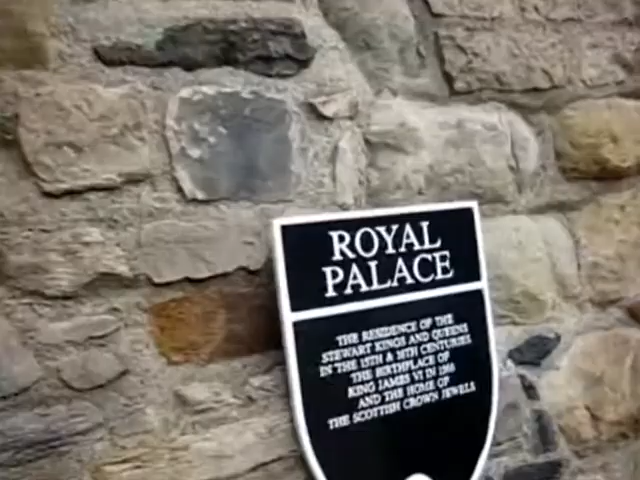 ROYAL
PALACE
THE RESIDENCE OF THE
STEWART KINGS AND QUEENS
IN THE 15TH & 16TH CENTURIES
THE BIRTHPLACE OF
KING JAMES VI IN 1566
AND THE HOME OF
THE SCOTTISH CROWN JEWELS